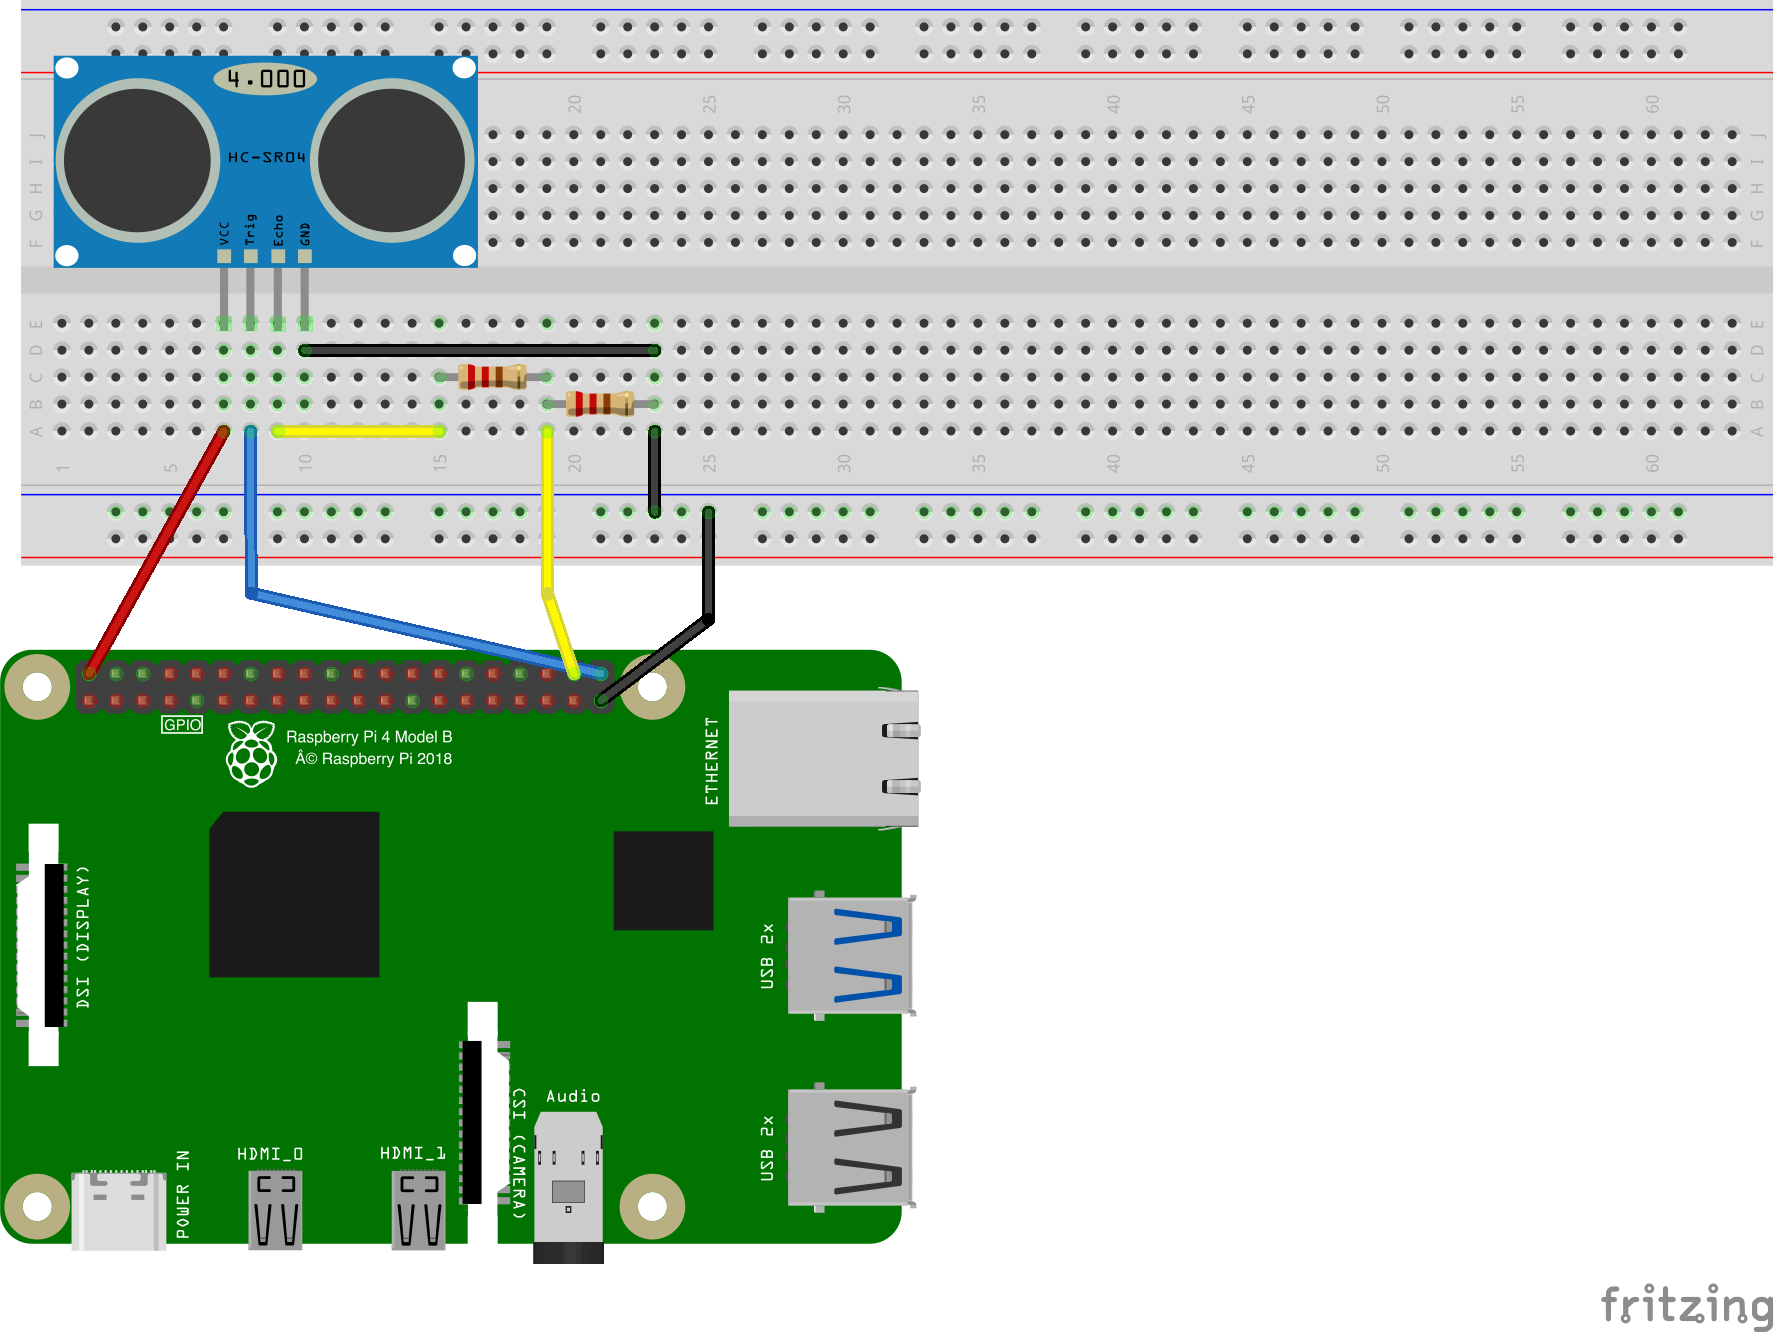 4.000
20 25 30 35 40 45 50 55 60
J J
I I
H H
G G
F F
HC-SR04
VCC Trig Echo GND
E E
D D
C C
B B
A A
1 5 10 15 20 25 30 35 40 45 50 55 60
GPIO
Raspberry Pi 4 Model B
Â© Raspberry Pi 2018
ETHERNET
DSI (DISPLAY)
USB 2x
CSI (CAMERA)
Audio
USB 2x
POWER IN
HDMI_0
HDMI_1
fritzing